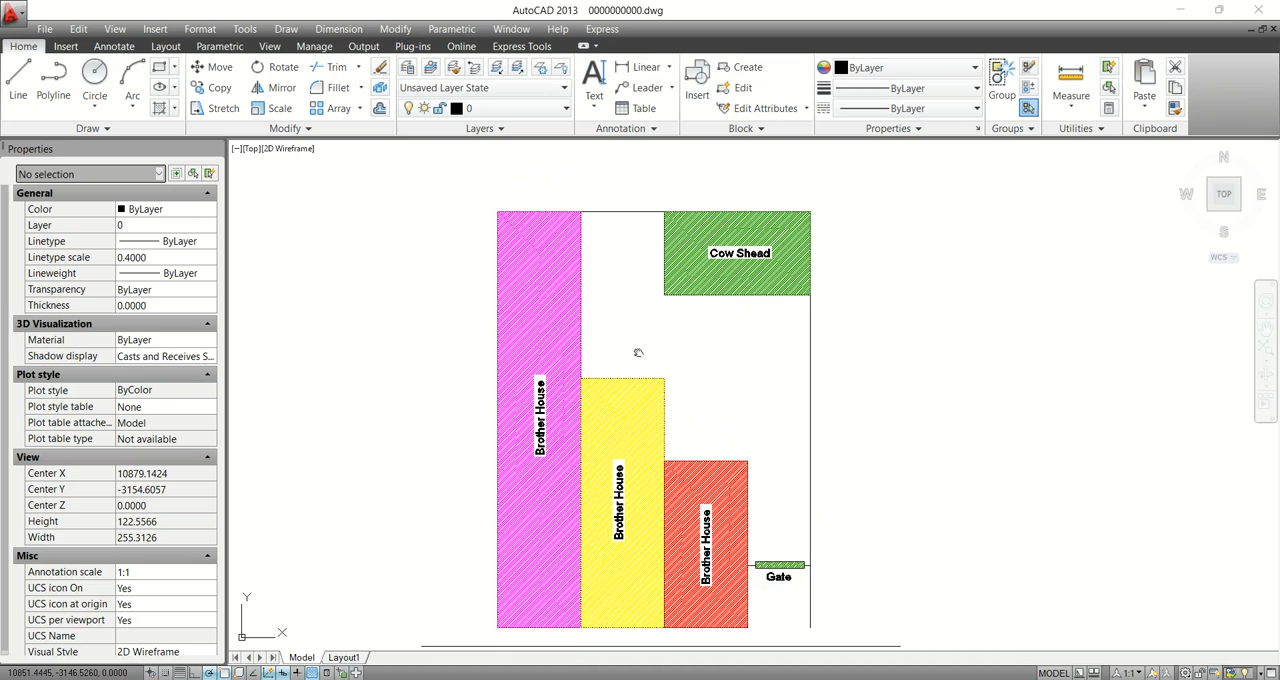 AutoCAD 2013 0000000000.dwg
File Edit View Insert Format Tools Draw Dimension Modify Parametric Window Help Express
Home Insert Annotate Layout Parametric View Manage Output Plug-ins Online Express Tools
Line Polyline Circle Arc
Move Rotate Trim
Copy Mirror Fillet
Stretch Scale Array
Unsaved Layer State
0
Text
Linear
Leader
Table
Insert
Create
Edit
Edit Attributes
ByLayer
ByLayer
ByLayer
Group
Measure
Paste
Draw Modify Layers Annotation Block Properties Groups Utilities Clipboard
Properties
No selection
General
Color ByLayer
Layer 0
Linetype ByLayer
Linetype scale 0.4000
Lineweight ByLayer
Transparency ByLayer
Thickness 0.0000
3D Visualization
Material ByLayer
Shadow display Casts and Receives S...
Plot style
Plot style ByColor
Plot style table None
Plot table attache... Model
Plot table type Not available
View
Center X 10879.1424
Center Y -3154.6057
Center Z 0.0000
Height 122.5566
Width 255.3126
Misc
Annotation scale 1:1
UCS icon On Yes
UCS icon at origin Yes
UCS per viewport Yes
UCS Name
Visual Style 2D Wireframe
[−][Top][2D Wireframe]
N
W TOP E
S
WCS
Cow Shead
Brother House
Brother House
Brother House
Gate
Y
X
Model Layout1
10851.4445, -3146.5260, 0.0000
MODEL
1:1